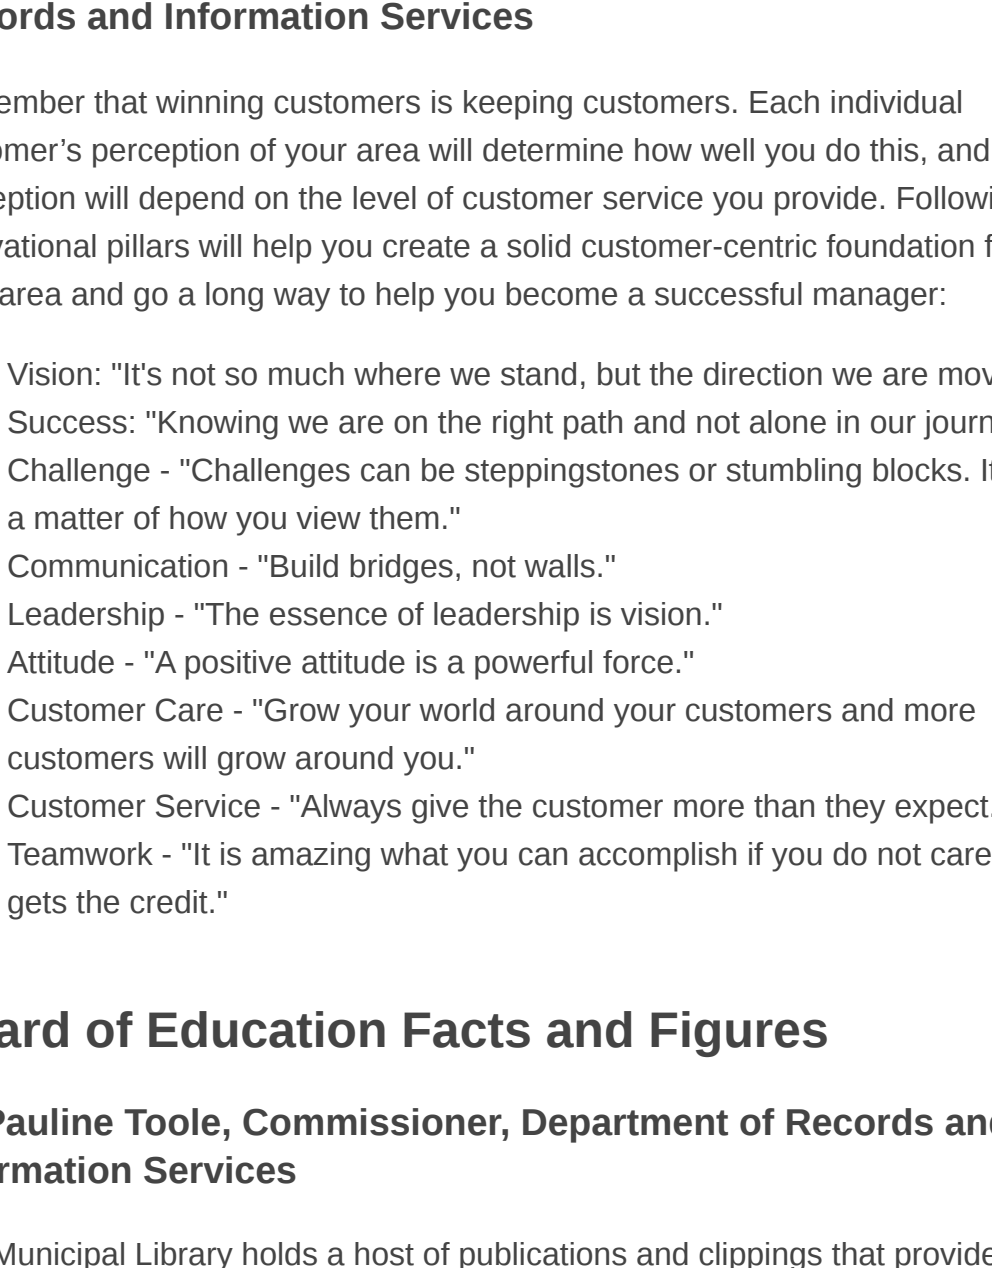 ords and Information Services
ember that winning customers is keeping customers. Each individual
omer’s perception of your area will determine how well you do this, and
eption will depend on the level of customer service you provide. Followi
vational pillars will help you create a solid customer-centric foundation f
area and go a long way to help you become a successful manager:
Vision: "It's not so much where we stand, but the direction we are mov
Success: "Knowing we are on the right path and not alone in our journ
Challenge - "Challenges can be steppingstones or stumbling blocks. It
a matter of how you view them."
Communication - "Build bridges, not walls."
Leadership - "The essence of leadership is vision."
Attitude - "A positive attitude is a powerful force."
Customer Care - "Grow your world around your customers and more
customers will grow around you."
Customer Service - "Always give the customer more than they expect.
Teamwork - "It is amazing what you can accomplish if you do not care
gets the credit."
ard of Education Facts and Figures
Pauline Toole, Commissioner, Department of Records and
rmation Services
Municipal Library holds a host of publications and clippings that provide